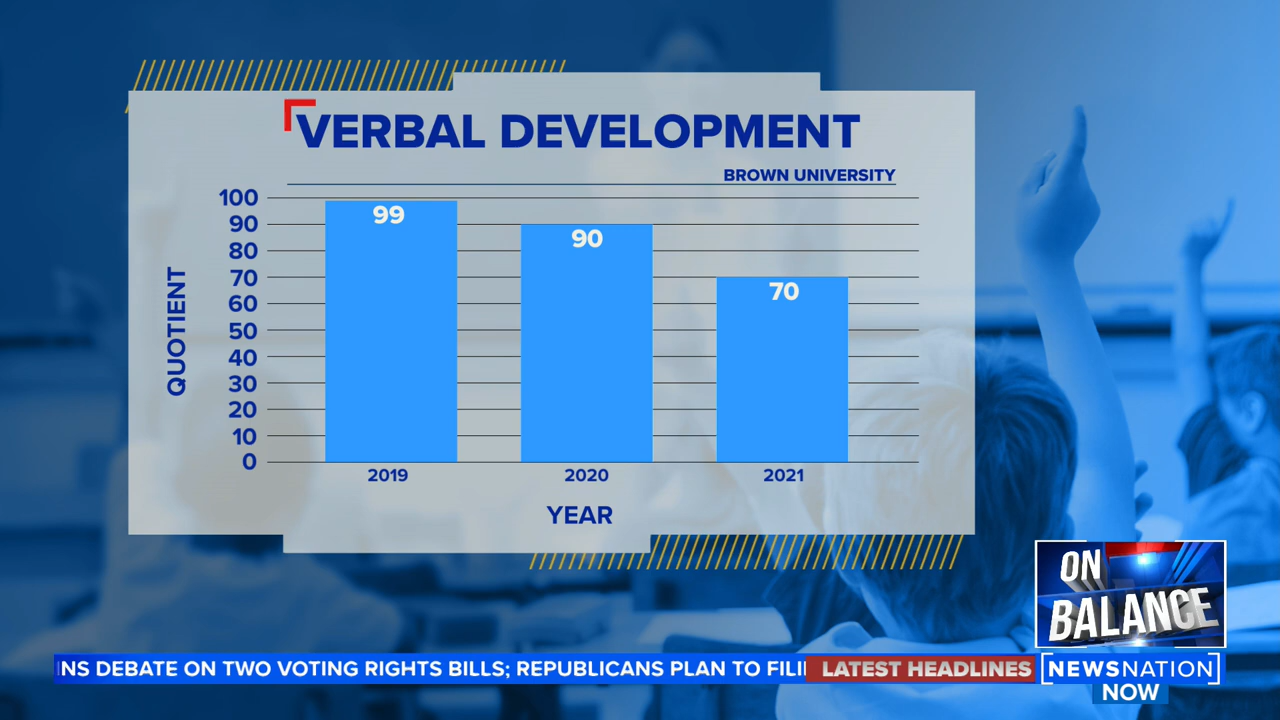 VERBAL DEVELOPMENT
BROWN UNIVERSITY
100
90
80
70
60
50
40
30
20
10
0
QUOTIENT
99
90
70
2019 2020 2021
YEAR
ON
BALANCE
NS DEBATE ON TWO VOTING RIGHTS BILLS; REPUBLICANS PLAN TO
LATEST HEADLINES
NEWSNATION
NOW